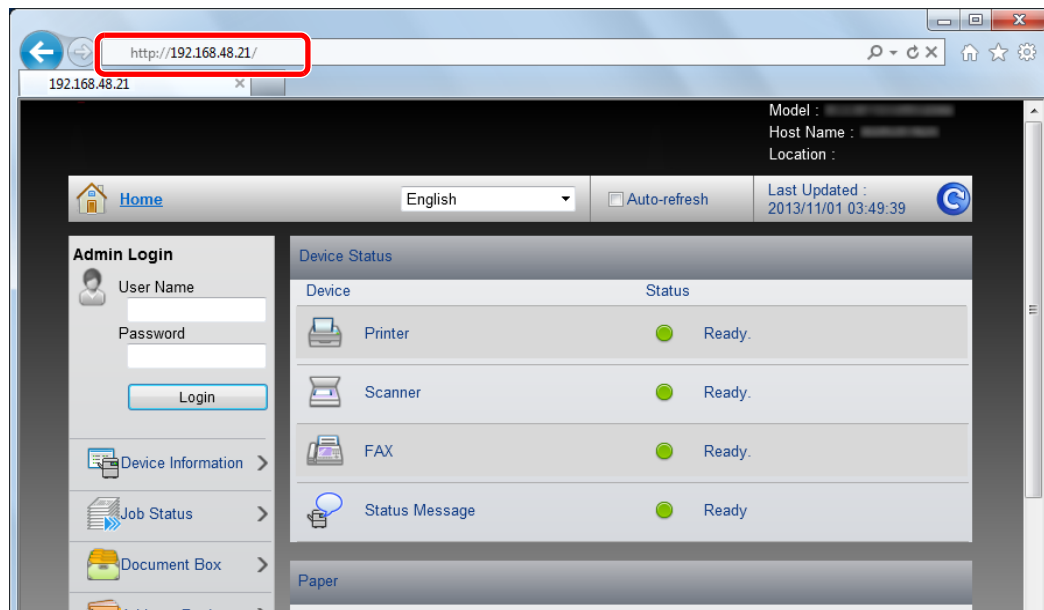 http://192.168.48.21/
192.168.48.21
Model :
Host Name :
Location :
Home
English
Auto-refresh
Last Updated :
2013/11/01 03:49:39
Admin Login
User Name
Password
Login
Device Information
Job Status
Document Box
Device Status
Device Status
Printer Ready.
Scanner Ready.
FAX Ready.
Status Message Ready
Paper